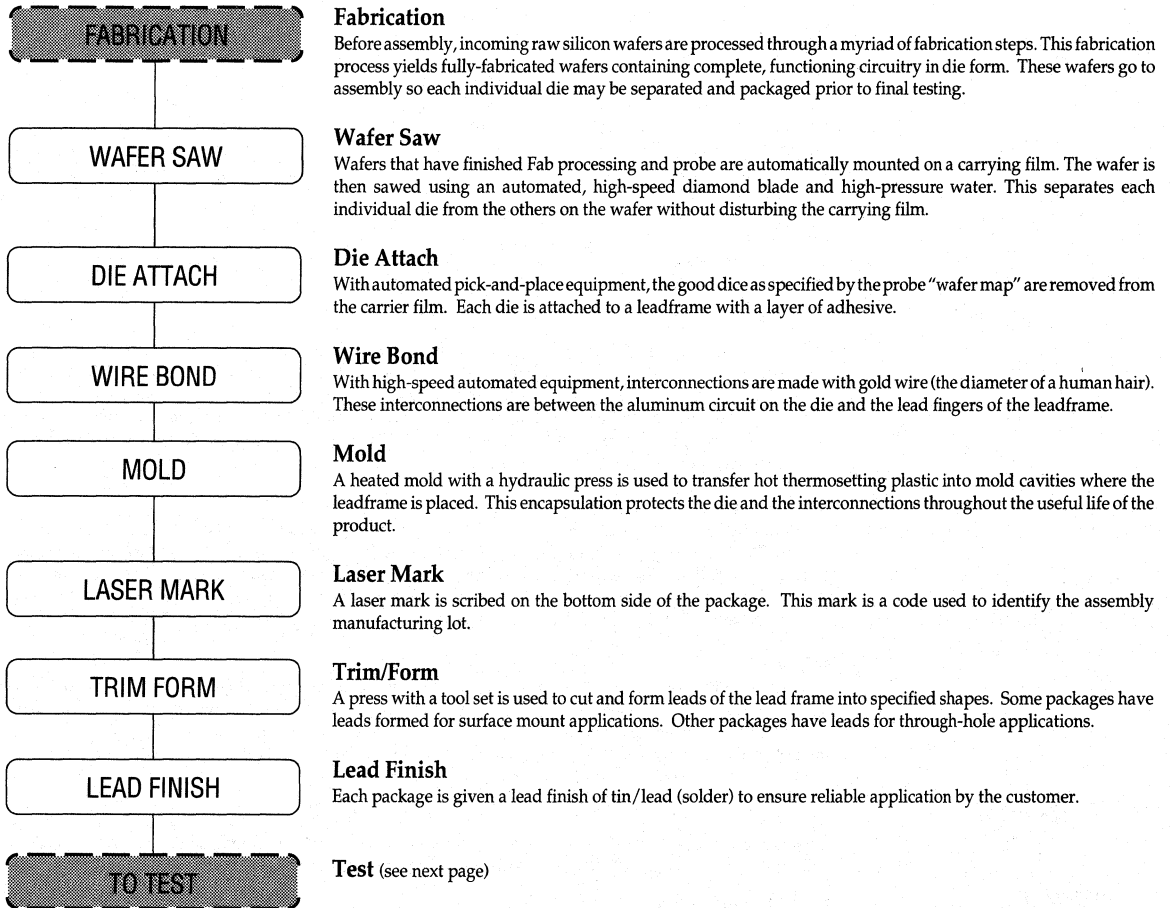 FABRICATION
Fabrication
Before assembly, incoming raw silicon wafers are processed through a myriad of fabrication steps. This fabrication
process yields fully-fabricated wafers containing complete, functioning circuitry in die form. These wafers go to
assembly so each individual die may be separated and packaged prior to final testing.
WAFER SAW
Wafer Saw
Wafers that have finished Fab processing and probe are automatically mounted on a carrying film. The wafer is
then sawed using an automated, high-speed diamond blade and high-pressure water. This separates each
individual die from the others on the wafer without disturbing the carrying film.
DIE ATTACH
Die Attach
With automated pick-and-place equipment, the good dice as specified by the probe "wafer map" are removed from
the carrier film. Each die is attached to a leadframe with a layer of adhesive.
WIRE BOND
Wire Bond
With high-speed automated equipment, interconnections are made with gold wire (the diameter of a human hair).
These interconnections are between the aluminum circuit on the die and the lead fingers of the leadframe.
MOLD
Mold
A heated mold with a hydraulic press is used to transfer hot thermosetting plastic into mold cavities where the
leadframe is placed. This encapsulation protects the die and the interconnections throughout the useful life of the
product.
LASER MARK
Laser Mark
A laser mark is scribed on the bottom side of the package. This mark is a code used to identify the assembly
manufacturing lot.
TRIM FORM
Trim/Form
A press with a tool set is used to cut and form leads of the lead frame into specified shapes. Some packages have
leads formed for surface mount applications. Other packages have leads for through-hole applications.
LEAD FINISH
Lead Finish
Each package is given a lead finish of tin/lead (solder) to ensure reliable application by the customer.
TO TEST
Test (see next page)